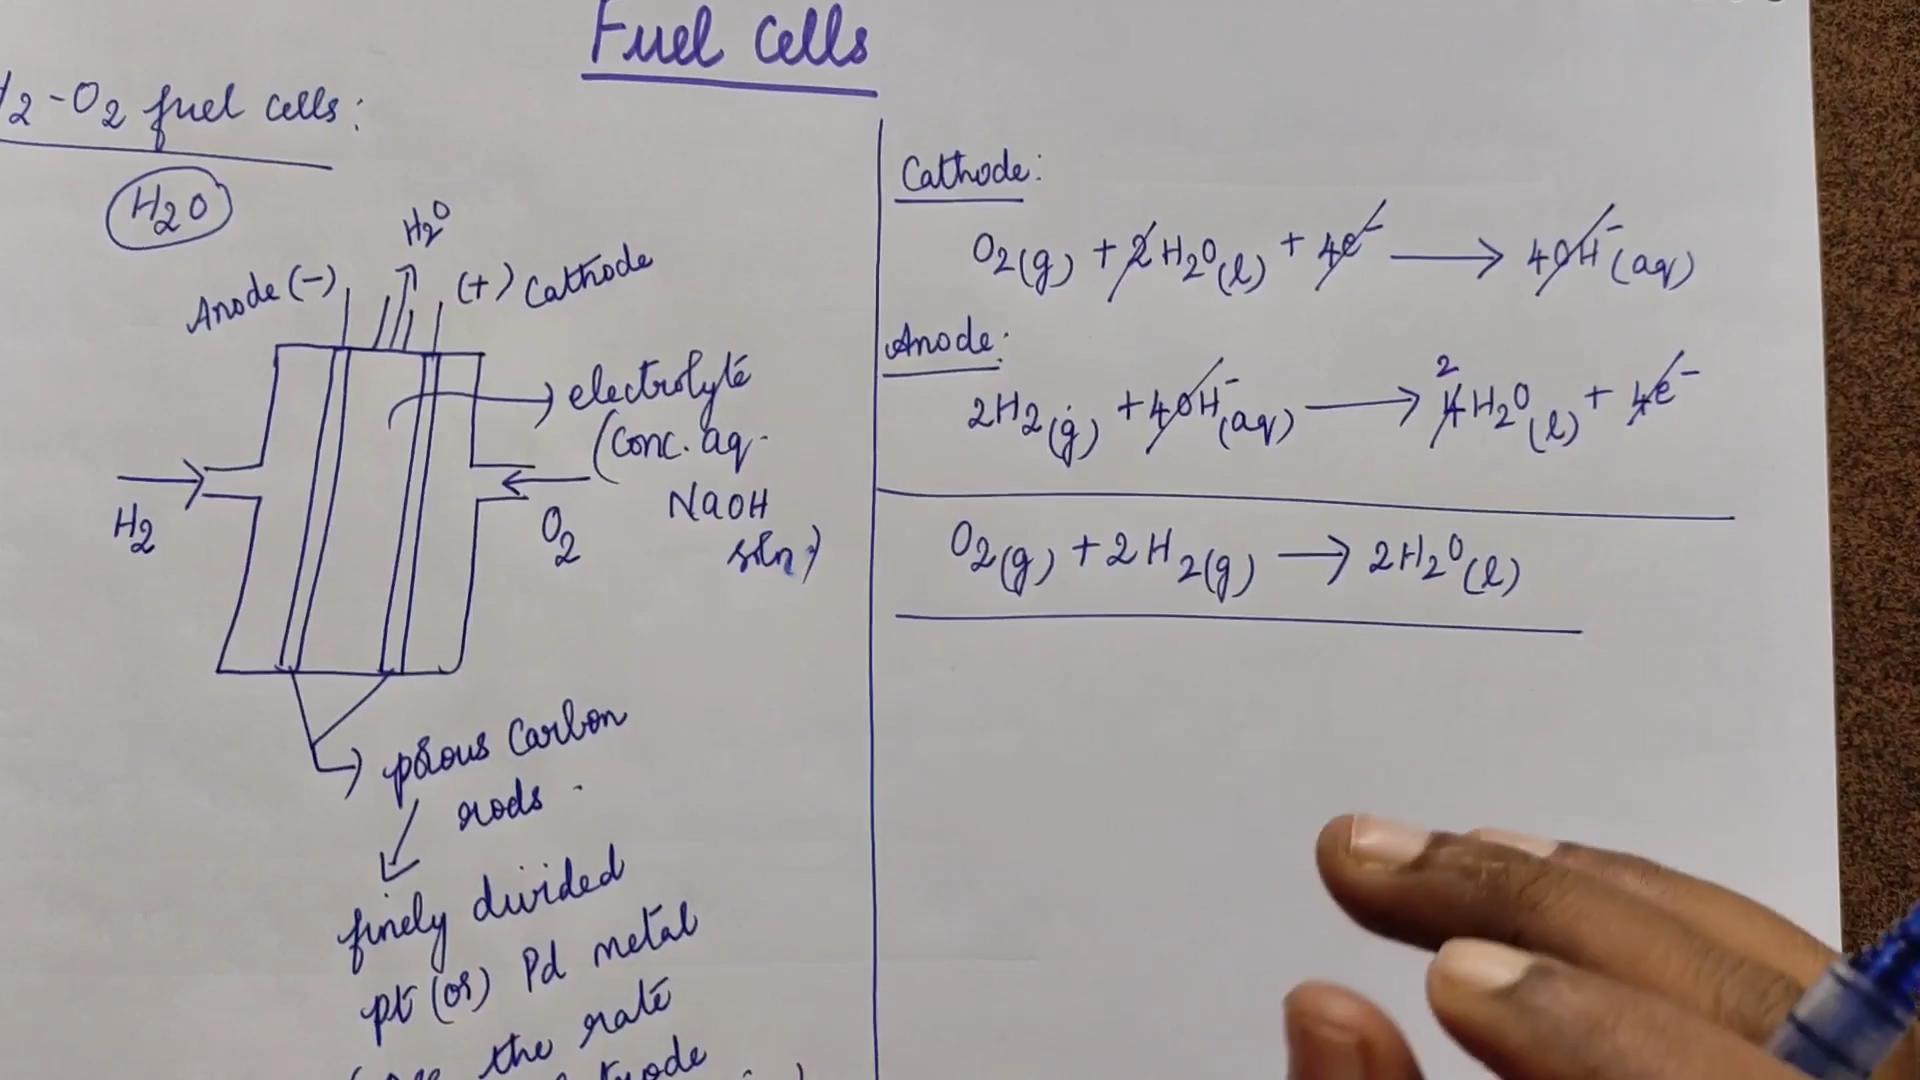 Fuel cells
H2-O2 fuel cells:
H2O
H2O
Anode (-)
(+) Cathode
electrolyte
(conc. aq.
NaOH
soln)
H2
O2
porous carbon
rods.
finely divided
pt (or) Pd metal
the rate
Cathode:
O2(g) + 2H2O(l) + 4e⁻ → 4OH⁻(aq)
Anode:
2H2(g) + 4OH⁻(aq) → 2 4H2O(l) + 4e⁻
O2(g) + 2H2(g) → 2H2O(l)